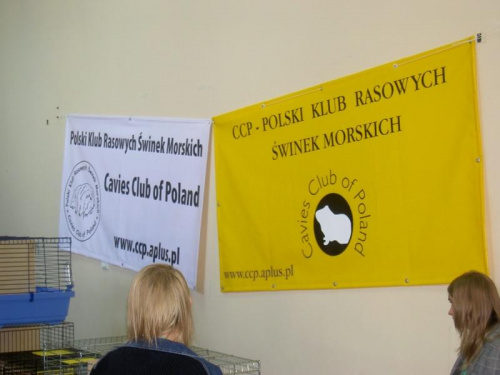 Polski Klub Rasowych Świnek Morskich
Cavies Club of Poland
www.ccp.aplus.pl
CCP - POLSKI KLUB RASOWYCH
ŚWINEK MORSKICH
Cavies Club of Poland
www.ccp.aplus.pl